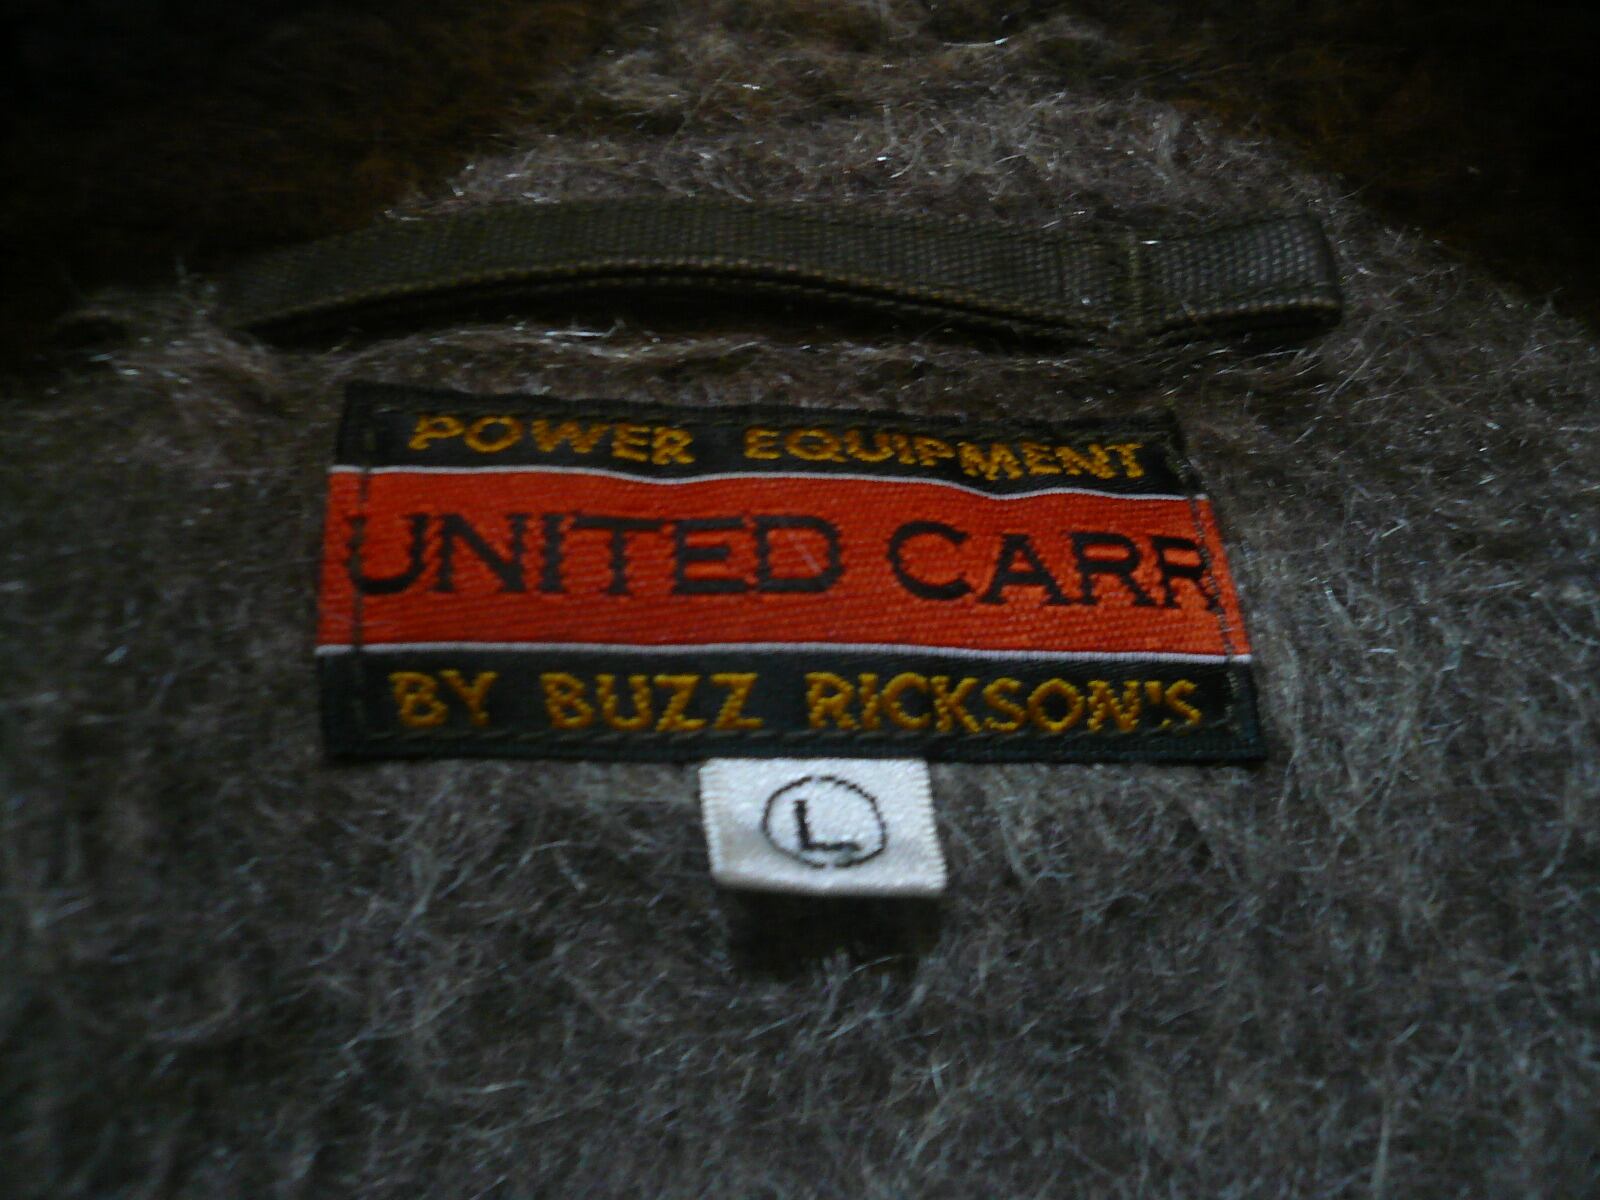 POWER EQUIPMENT
UNITED CARR
BY BUZZ RICKSON'S
L